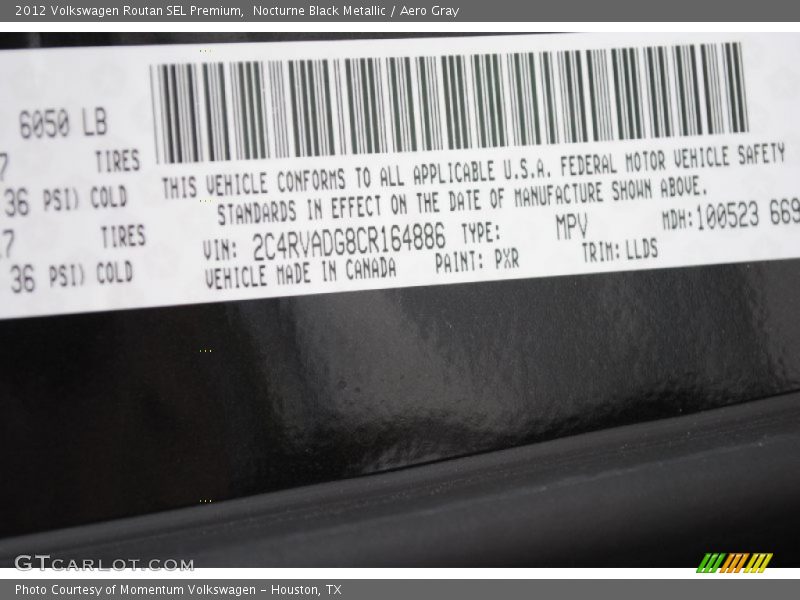 2012 Volkswagen Routan SEL Premium,  Nocturne Black Metallic / Aero Gray
6050 LB
7 TIRES
36 PSI) COLD
.7 TIRES
36 PSI) COLD
THIS VEHICLE CONFORMS TO ALL APPLICABLE U.S.A. FEDERAL MOTOR VEHICLE SAFETY
STANDARDS IN EFFECT ON THE DATE OF MANUFACTURE SHOWN ABOVE.
VIN: 2C4RVADG8CR164886 TYPE: MPV MDH:100523 669
VEHICLE MADE IN CANADA PAINT: PXR TRIM: LLDS
GTCARLOT.COM
Photo Courtesy of Momentum Volkswagen - Houston, TX